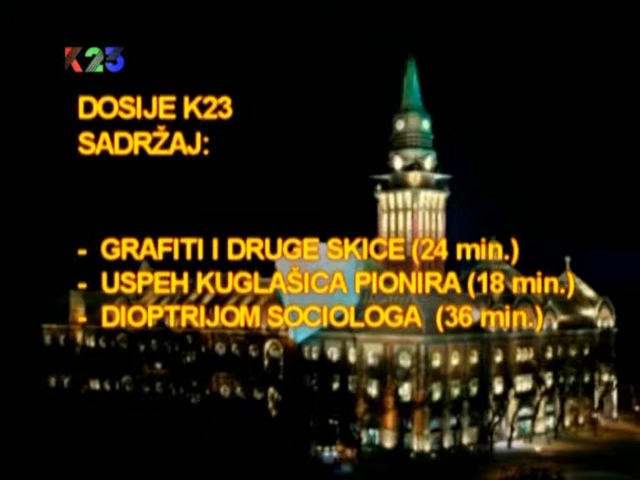 K23
DOSIJE K23
SADRŽAJ:
- GRAFITI I DRUGE SKICE (24 min.)
- USPEH KUGLAŠICA PIONIRA (18 min.)
- DIOPTRIJOM SOCIOLOGA (36 min.)